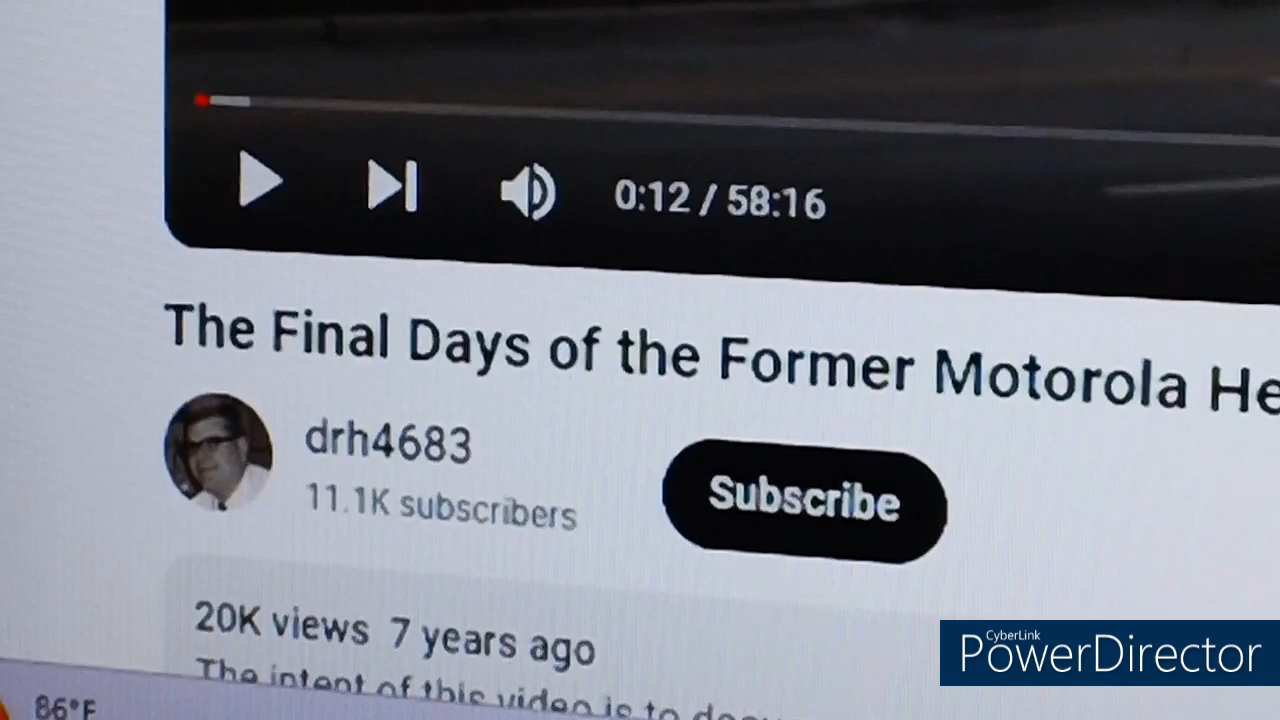 0:12 / 58:16
The Final Days of the Former Motorola He
drh4683
11.1K subscribers
Subscribe
20K views 7 years ago
The intent of this video is to
86°F
CyberLink
PowerDirector